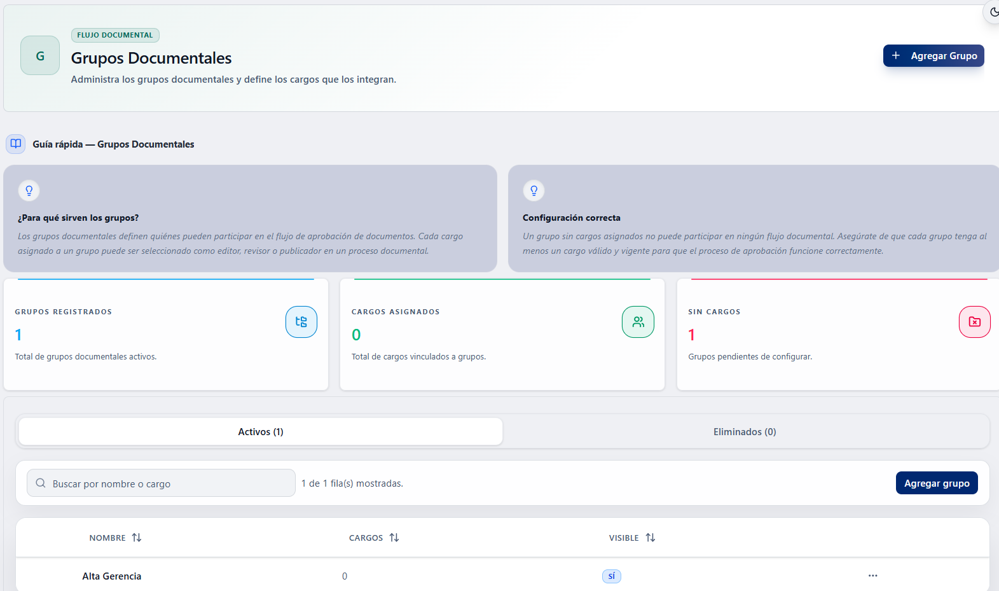 FLUJO DOCUMENTAL
G
Grupos Documentales
Administra los grupos documentales y define los cargos que los integran.
Agregar Grupo
Guía rápida — Grupos Documentales
¿Para qué sirven los grupos?
Los grupos documentales definen quiénes pueden participar en el flujo de aprobación de documentos. Cada cargo
asignado a un grupo puede ser seleccionado como editor, revisor o publicador en un proceso documental.
Configuración correcta
Un grupo sin cargos asignados no puede participar en ningún flujo documental. Asegúrate de que cada grupo tenga al
menos un cargo válido y vigente para que el proceso de aprobación funcione correctamente.
GRUPOS REGISTRADOS
1
Total de grupos documentales activos.
CARGOS ASIGNADOS
0
Total de cargos vinculados a grupos.
SIN CARGOS
1
Grupos pendientes de configurar.
Activos (1)
Eliminados (0)
Buscar por nombre o cargo
1 de 1 fila(s) mostradas.
Agregar grupo
NOMBRE
CARGOS
VISIBLE
Alta Gerencia
0
SÍ